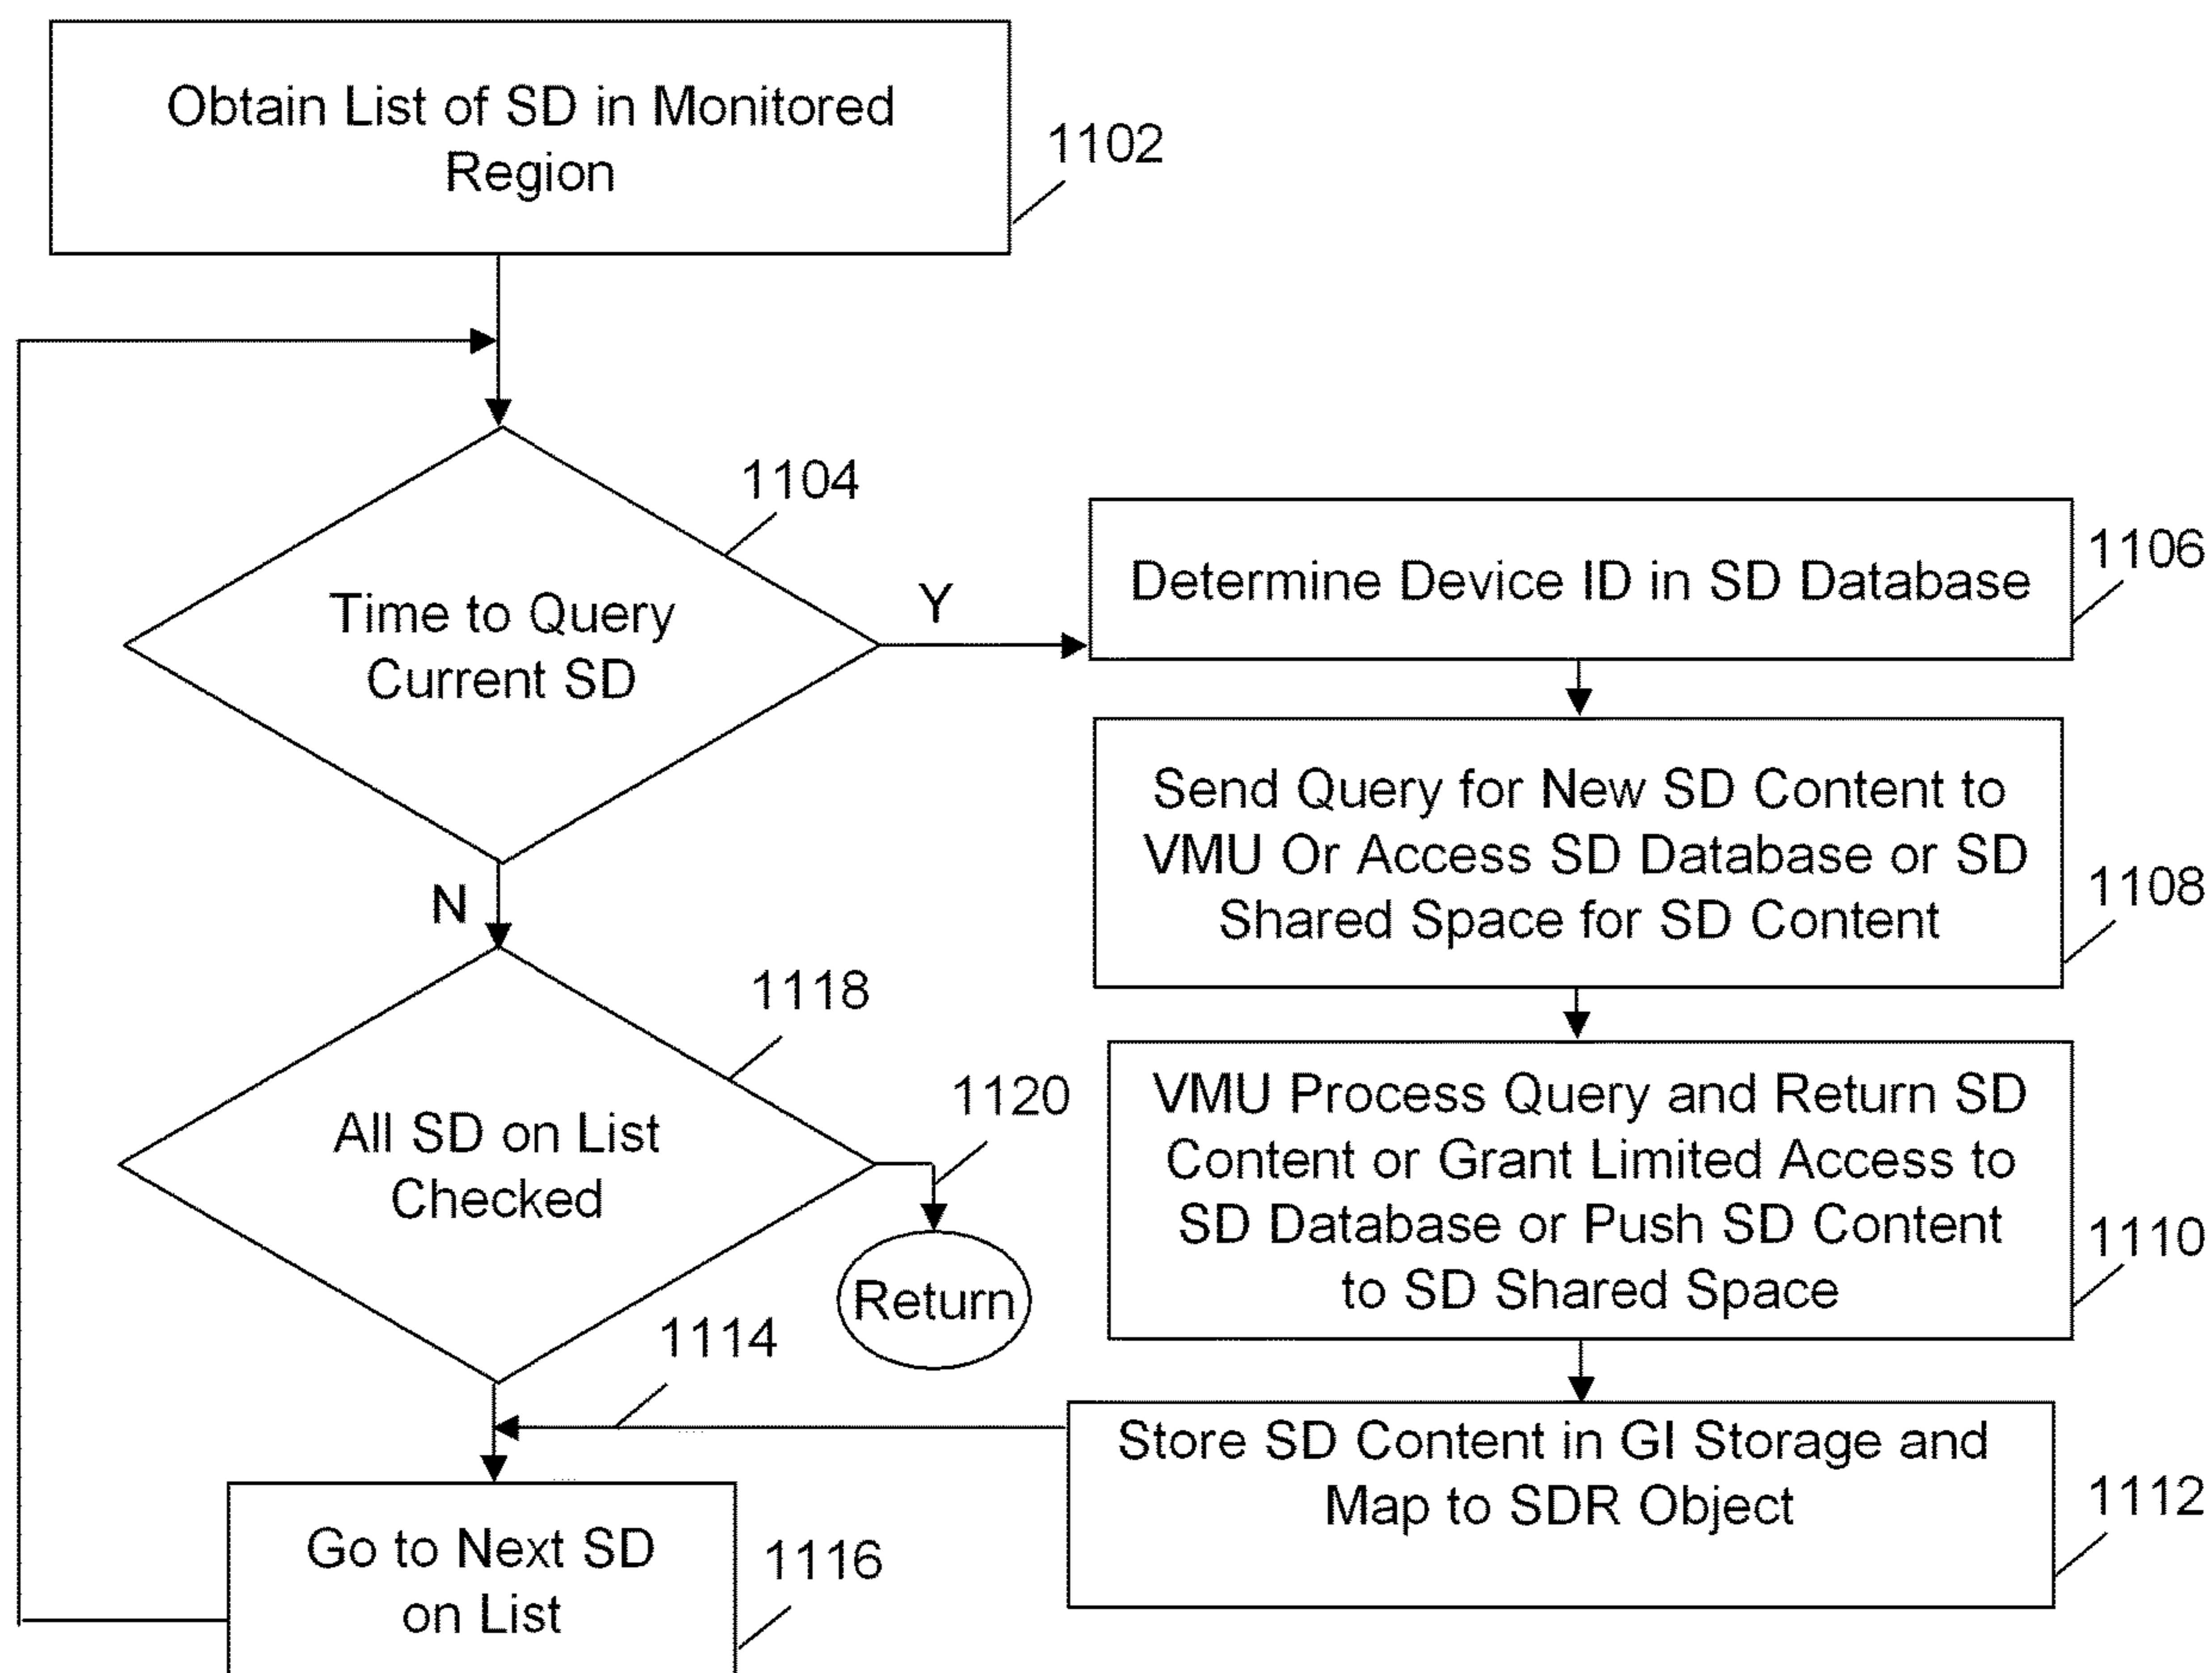 Obtain List of SD in Monitored
Region
1102
1104
Time to Query
Current SD
Y
N
Determine Device ID in SD Database
1106
Send Query for New SD Content to
VMU Or Access SD Database or SD
Shared Space for SD Content
1108
VMU Process Query and Return SD
Content or Grant Limited Access to
SD Database or Push SD Content
to SD Shared Space
1110
Store SD Content in GI Storage and
Map to SDR Object
1112
1118
All SD on List
Checked
1120
Return
1114
Go to Next SD
on List
1116